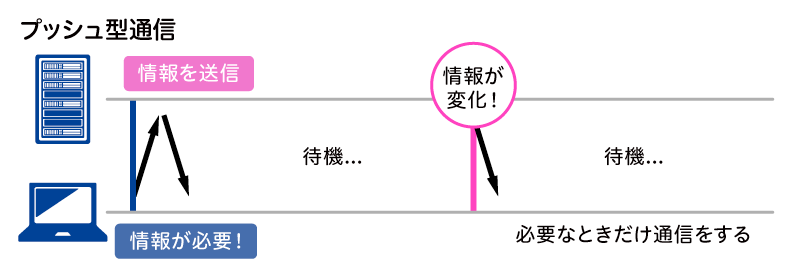 プッシュ型通信
情報を送信
情報が
変化！
待機...
待機...
情報が必要！
必要なときだけ通信をする